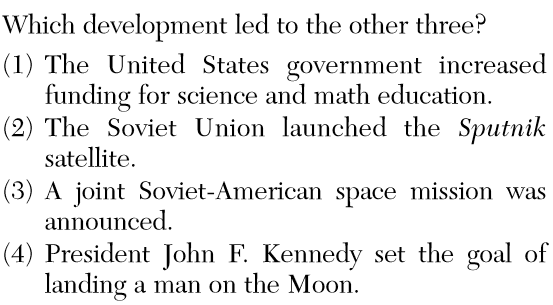 Which development led to the other three?
(1) The United States government increased
funding for science and math education.
(2) The Soviet Union launched the Sputnik
satellite.
(3) A joint Soviet-American space mission was
announced.
(4) President John F. Kennedy set the goal of
landing a man on the Moon.